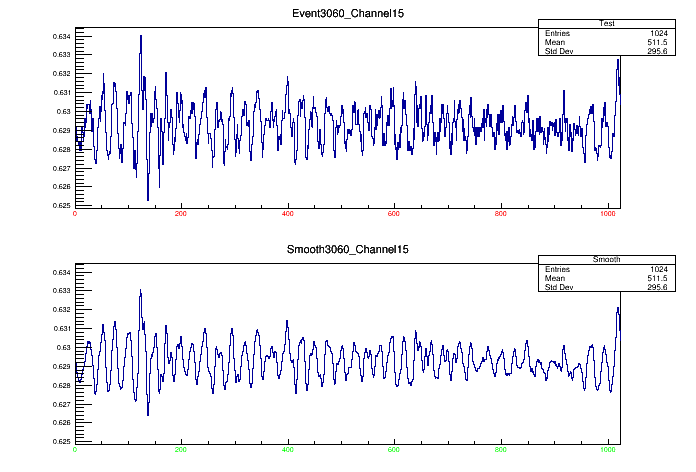 Event3060_Channel15
Test
Entries 1024
Mean 511.5
Std Dev 295.6
0.634
0.633
0.632
0.631
0.63
0.629
0.628
0.627
0.626
0.625
0 200 400 600 800 1000
Smooth3060_Channel15
Smooth
Entries 1024
Mean 511.5
Std Dev 295.6
0.634
0.633
0.632
0.631
0.63
0.629
0.628
0.627
0.626
0.625
0 200 400 600 800 1000